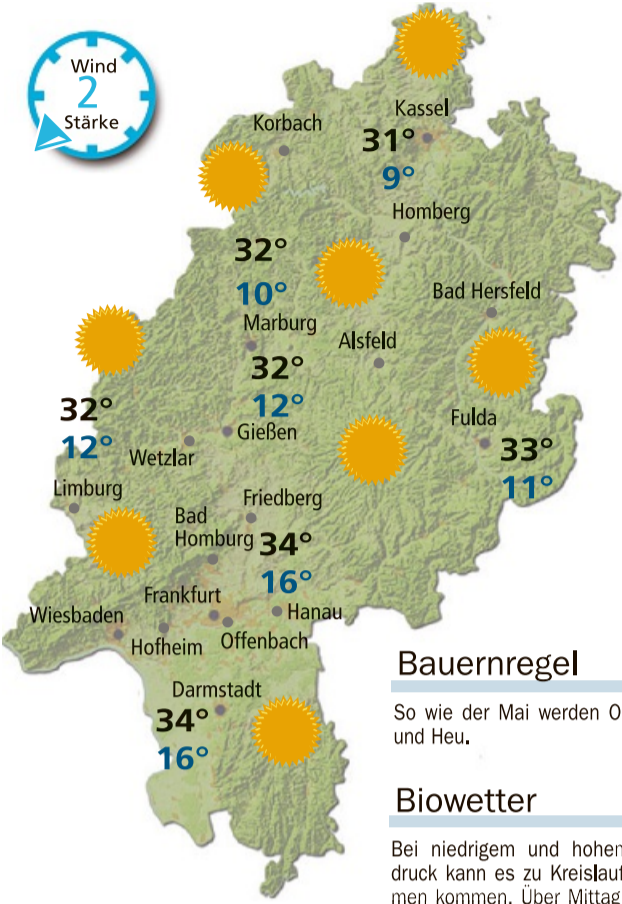 Wind
2
Stärke
Kassel
Korbach
31°
9°
Homberg
32°
10°
Bad Hersfeld
Marburg
Alsfeld
32°
12°
32°
12°
Gießen
Fulda
Wetzlar
33°
11°
Limburg
Friedberg
Bad
Homburg
34°
16°
Frankfurt
Wiesbaden
Hanau
Hofheim
Offenbach
Darmstadt
34°
16°
Bauernregel
So wie der Mai werden O
und Heu.
Biowetter
Bei niedrigem und hohen
druck kann es zu Kreislauf
men kommen. Über Mittag